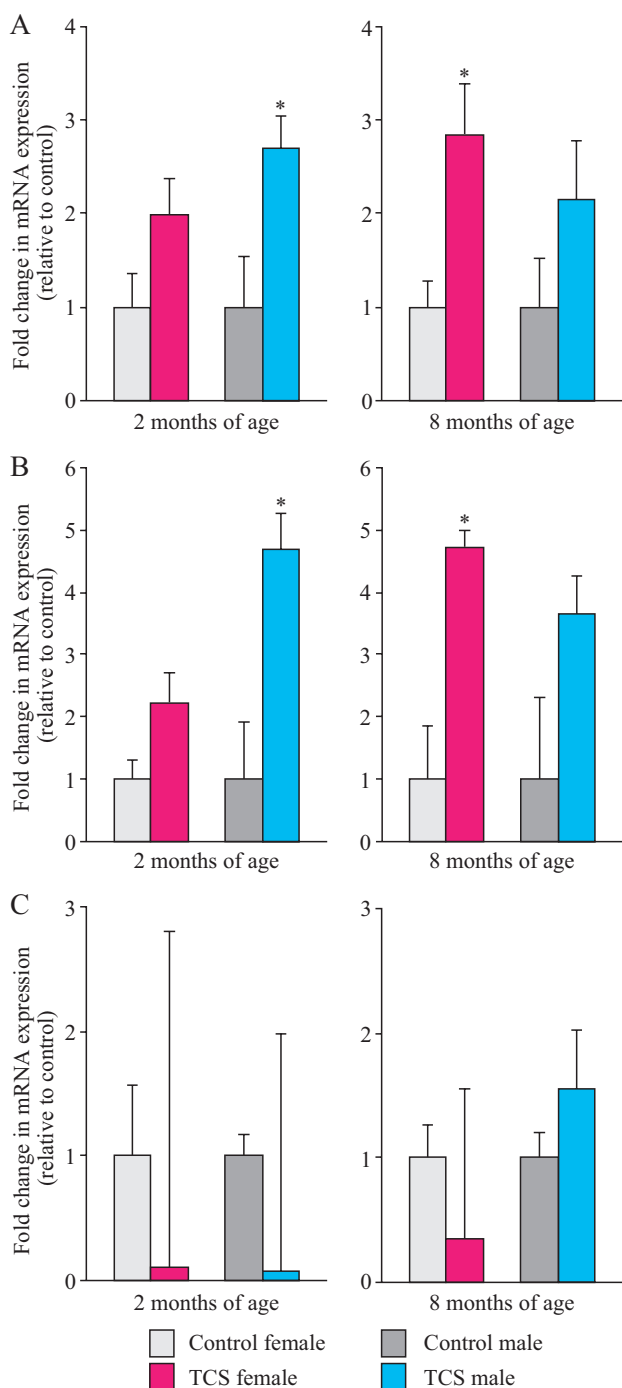 A
Fold change in mRNA expression
(relative to control)
4
3
2
1
0
*
2 months of age
4
3
2
1
0
*
8 months of age
B
Fold change in mRNA expression
(relative to control)
6
5
4
3
2
1
0
*
2 months of age
6
5
4
3
2
1
0
*
8 months of age
C
Fold change in mRNA expression
(relative to control)
3
2
1
0
2 months of age
3
2
1
0
8 months of age
Control female
Control male
TCS female
TCS male